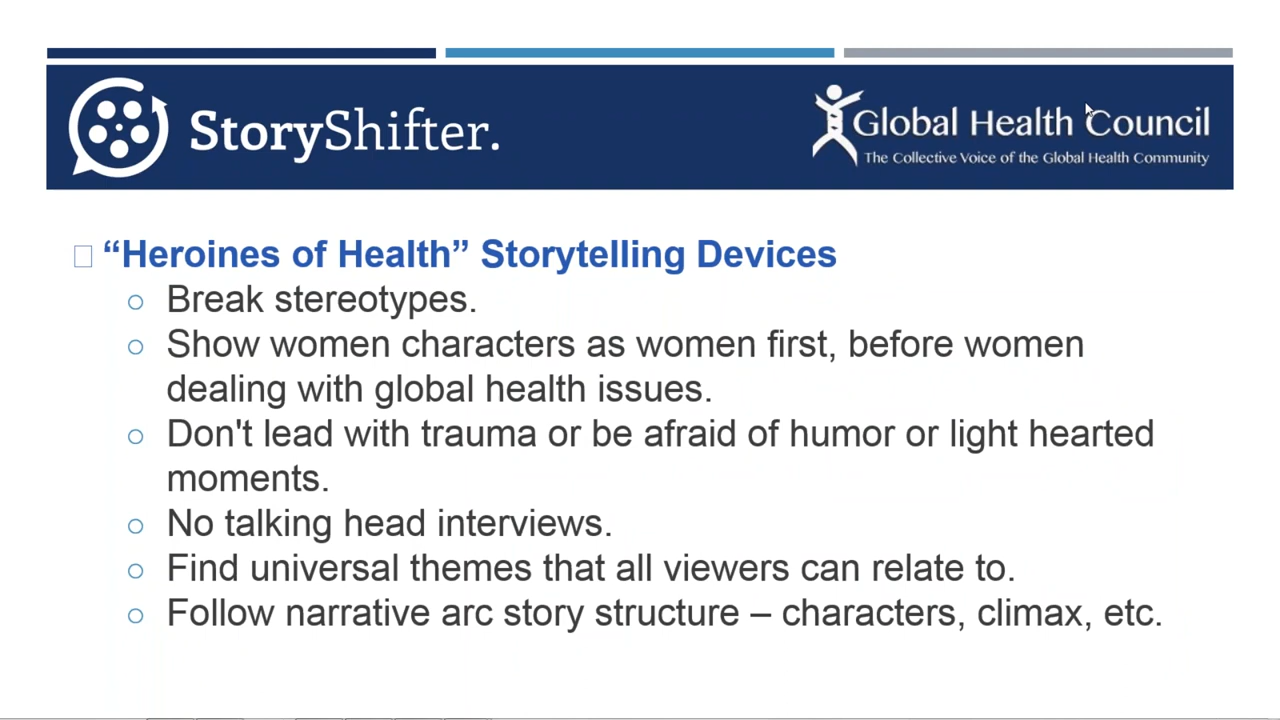 StoryShifter.
Global Health Council
The Collective Voice of the Global Health Community
“Heroines of Health” Storytelling Devices
Break stereotypes.
Show women characters as women first, before women
dealing with global health issues.
Don't lead with trauma or be afraid of humor or light hearted
moments.
No talking head interviews.
Find universal themes that all viewers can relate to.
Follow narrative arc story structure – characters, climax, etc.